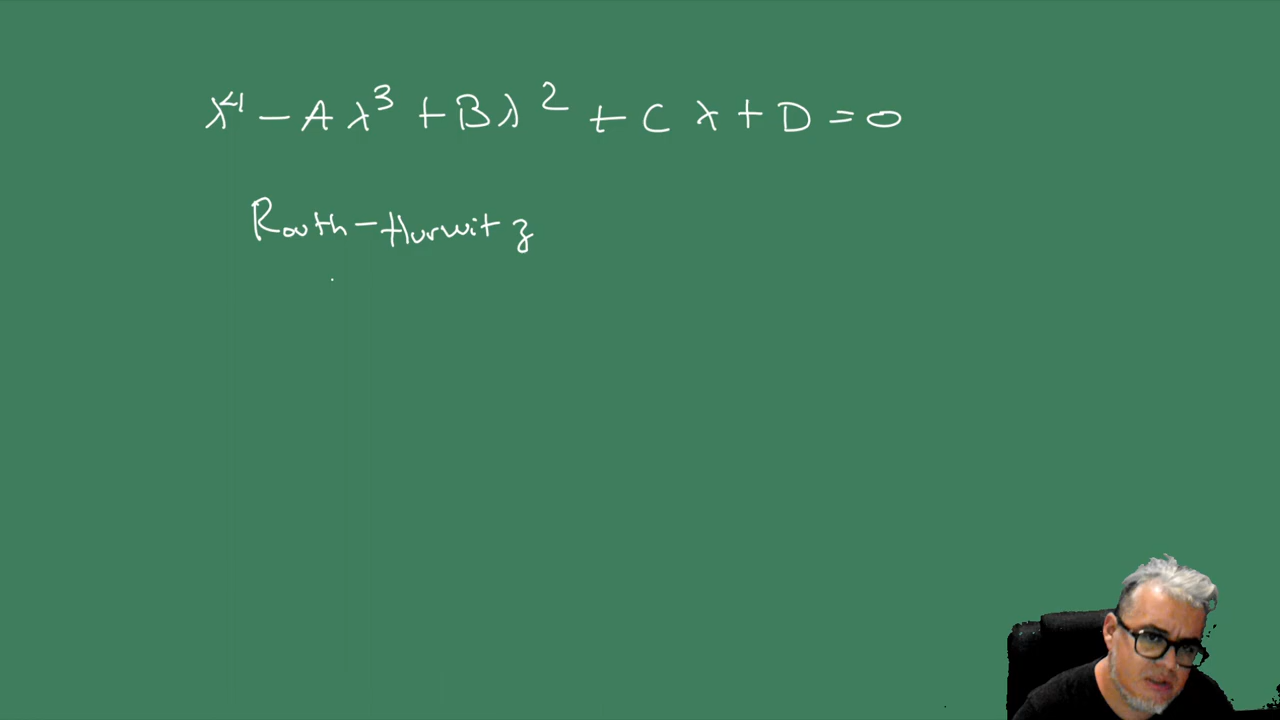 λ⁴ − Aλ³ + Bλ² + Cλ + D = 0
Routh-Hurwitz